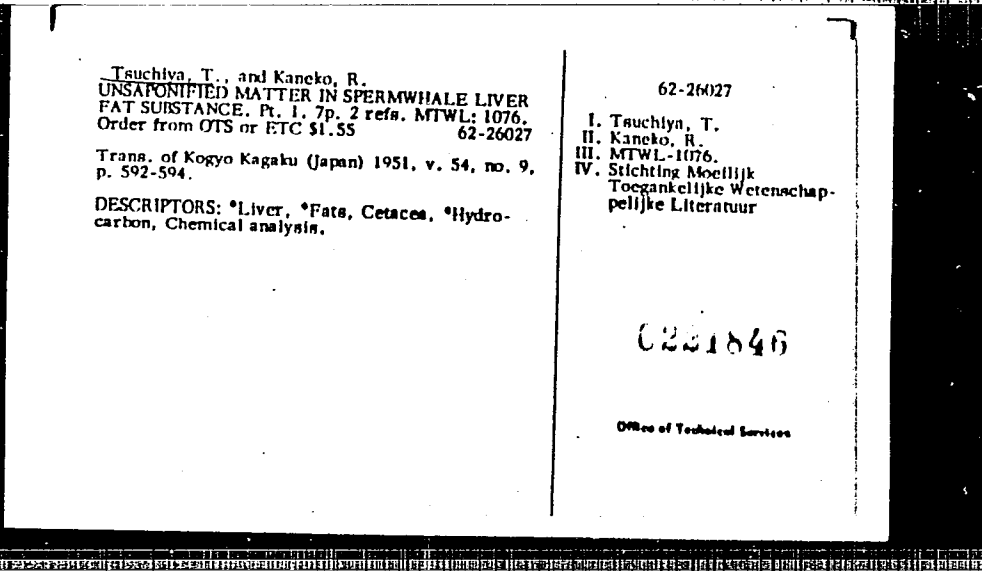 Tsuchiya, T., and Kaneko, R.
UNSAPONIFIED MATTER IN SPERMWHALE LIVER
FAT SUBSTANCE. Pt. 1. 7p. 2 refs. MTWL: 1076.
Order from OTS or ETC $1.55 62-26027
Trans. of Kogyo Kagaku (Japan) 1951, v. 54, no. 9,
p. 592-594.
DESCRIPTORS: *Liver, *Fats, Cetacea, *Hydro-
carbon, Chemical analysis.
62-26027
I. Tsuchiya, T.
II. Kaneko, R.
III. MTWL-1076.
IV. Stichting Moeilijk
Toegankelijke Wetenschap-
pelijke Literatuur
0221846
Office of Technical Services